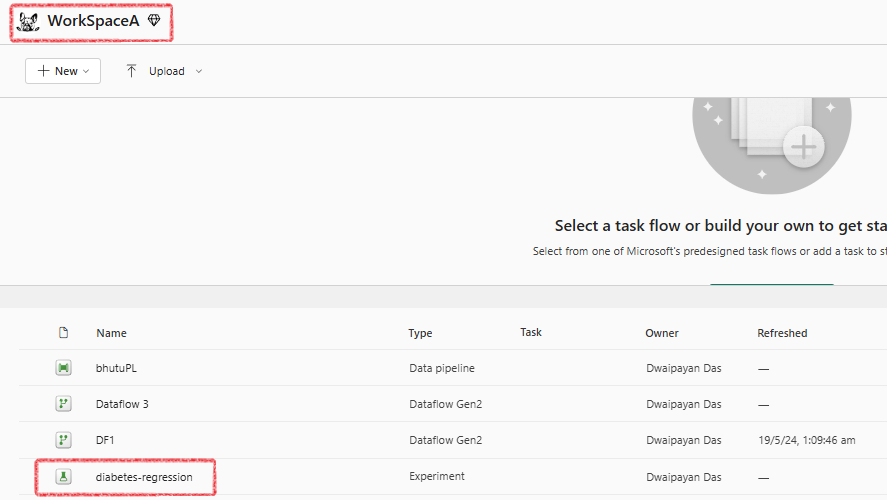 WorkSpaceA
New Upload
Select a task flow or build your own to get sta
Select from one of Microsoft's predesigned task flows or add a task to st
Name Type Task Owner Refreshed
bhutuPL Data pipeline Dwaipayan Das —
Dataflow 3 Dataflow Gen2 Dwaipayan Das —
DF1 Dataflow Gen2 Dwaipayan Das 19/5/24, 1:09:46 am
diabetes-regression Experiment Dwaipayan Das —